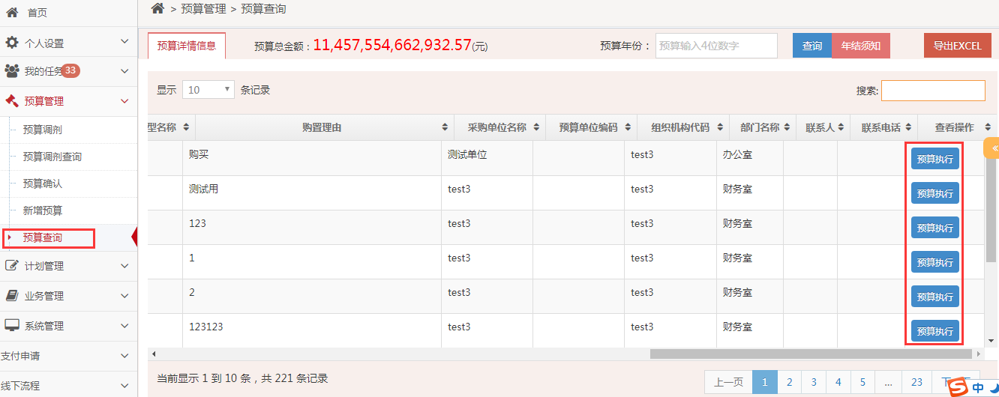 首页
个人设置
我的任务 33
预算管理
预算调剂
预算调剂查询
预算确认
新增预算
预算查询
计划管理
业务管理
系统管理
支付申请
线下流程
> 预算管理 > 预算查询
预算详情信息 预算总金额：11,457,554,662,932.57(元) 预算年份： 预算输入4位数字 查询 年结须知 导出EXCEL
显示 10 条记录 搜索:
型名称 购置理由 采购单位名称 预算单位编码 组织机构代码 部门名称 联系人 联系电话 查看操作
购买 测试单位 test3 办公室 预算执行
测试用 test3 test3 财务室 预算执行
123 test3 test3 财务室 预算执行
1 test3 test3 财务室 预算执行
2 test3 test3 财务室 预算执行
123123 test3 test3 财务室 预算执行
当前显示 1 到 10 条，共 221 条记录
上一页 1 2 3 4 5 ... 23 下一页
中